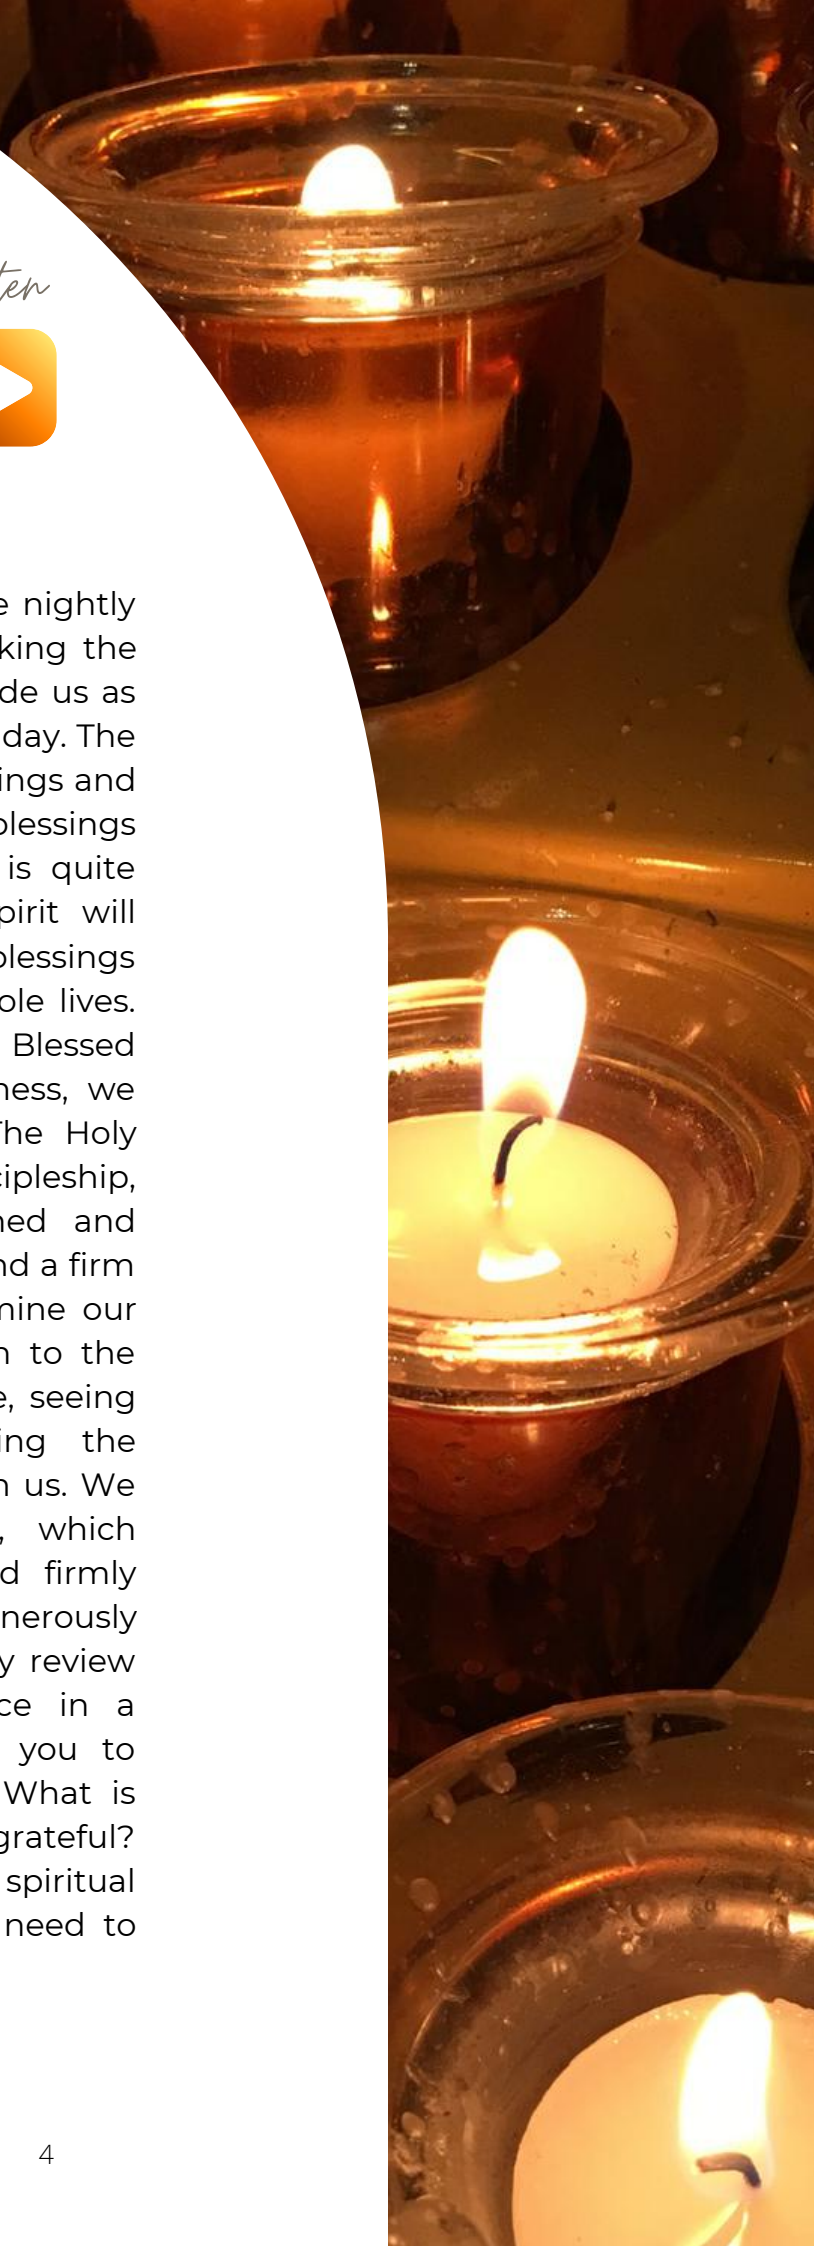 ten
e nightly
king the
de us as
day. The
ings and
blessings
is quite
pirit will
blessings
ole lives.
Blessed
ness, we
The Holy
cipleship,
ned and
nd a firm
mine our
n to the
e, seeing
ing the
n us. We
, which
d firmly
nerously
y review
ce in a
you to
What is
grateful?
spiritual
need to
4